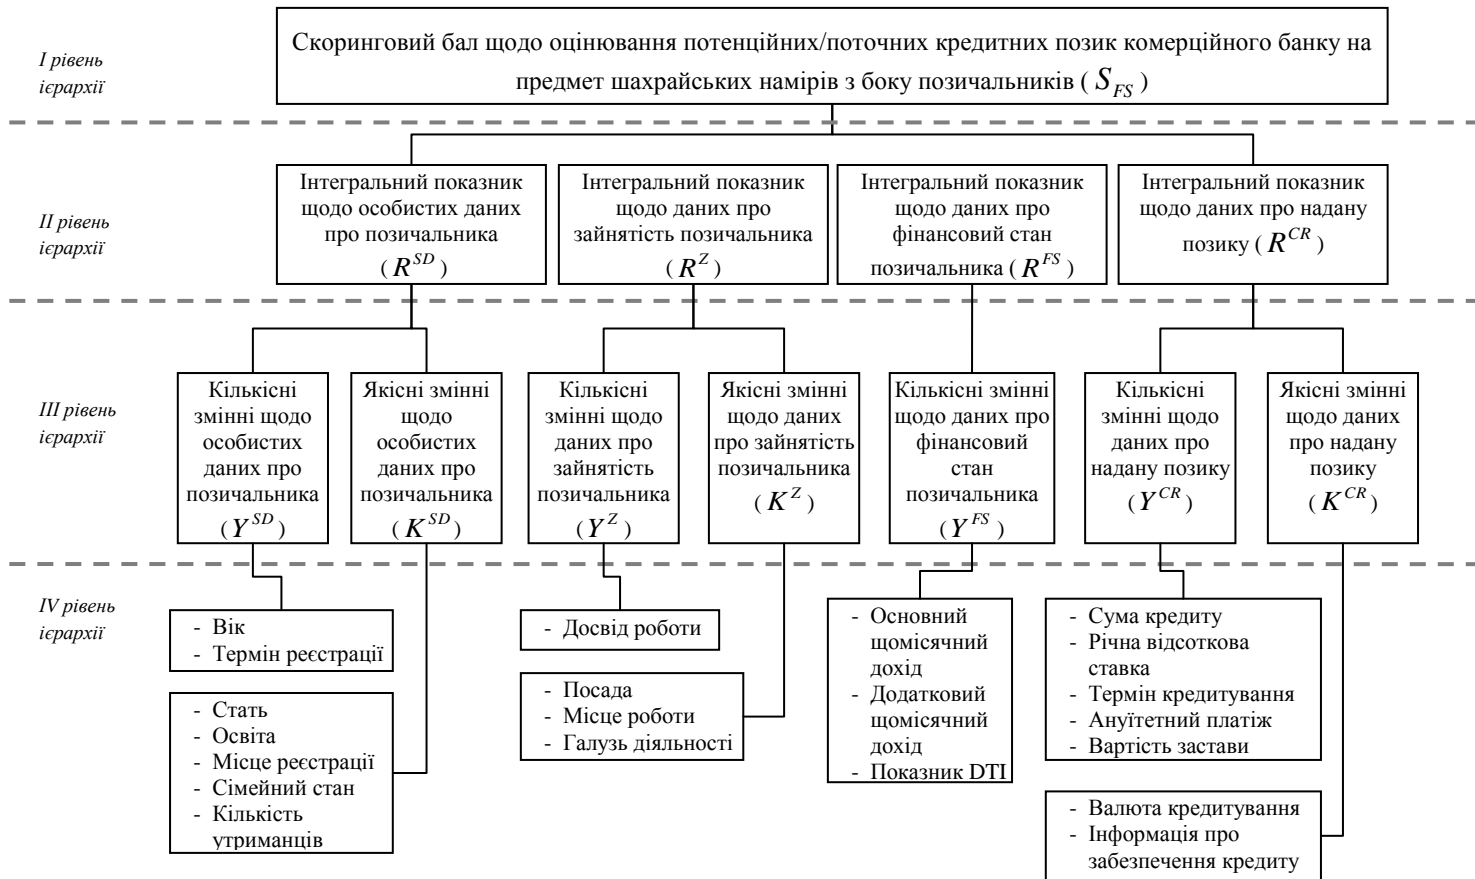 I рівень
ієрархії
Скоринговий бал щодо оцінювання потенційних/поточних кредитних позик комерційного банку на
предмет шахрайських намірів з боку позичальників ( S_FS )
II рівень
ієрархії
Інтегральний показник
щодо особистих даних
про позичальника
( R^SD )
Інтегральний показник
щодо даних про
зайнятість позичальника
( R^Z )
Інтегральний показник
щодо даних про
фінансовий стан
позичальника ( R^FS )
Інтегральний показник
щодо даних про надану
позику ( R^CR )
III рівень
ієрархії
Кількісні
змінні щодо
особистих
даних про
позичальника
( Y^SD )
Якісні змінні
щодо
особистих
даних про
позичальника
( K^SD )
Кількісні
змінні щодо
даних про
зайнятість
позичальника
( Y^Z )
Якісні змінні
щодо даних
про зайнятість
позичальника
( K^Z )
Кількісні змінні
щодо даних про
фінансовий
стан
позичальника
( Y^FS )
Кількісні
змінні щодо
даних про
надану позику
( Y^CR )
Якісні змінні
щодо даних
про надану
позику
( K^CR )
IV рівень
ієрархії
- Вік
- Термін реєстрації
- Стать
- Освіта
- Місце реєстрації
- Сімейний стан
- Кількість
утриманців
- Досвід роботи
- Посада
- Місце роботи
- Галузь діяльності
- Основний
щомісячний
дохід
- Додатковий
щомісячний
дохід
- Показник DTI
- Сума кредиту
- Річна відсоткова
ставка
- Термін кредитування
- Ануїтетний платіж
- Вартість застави
- Валюта кредитування
- Інформація про
забезпечення кредиту